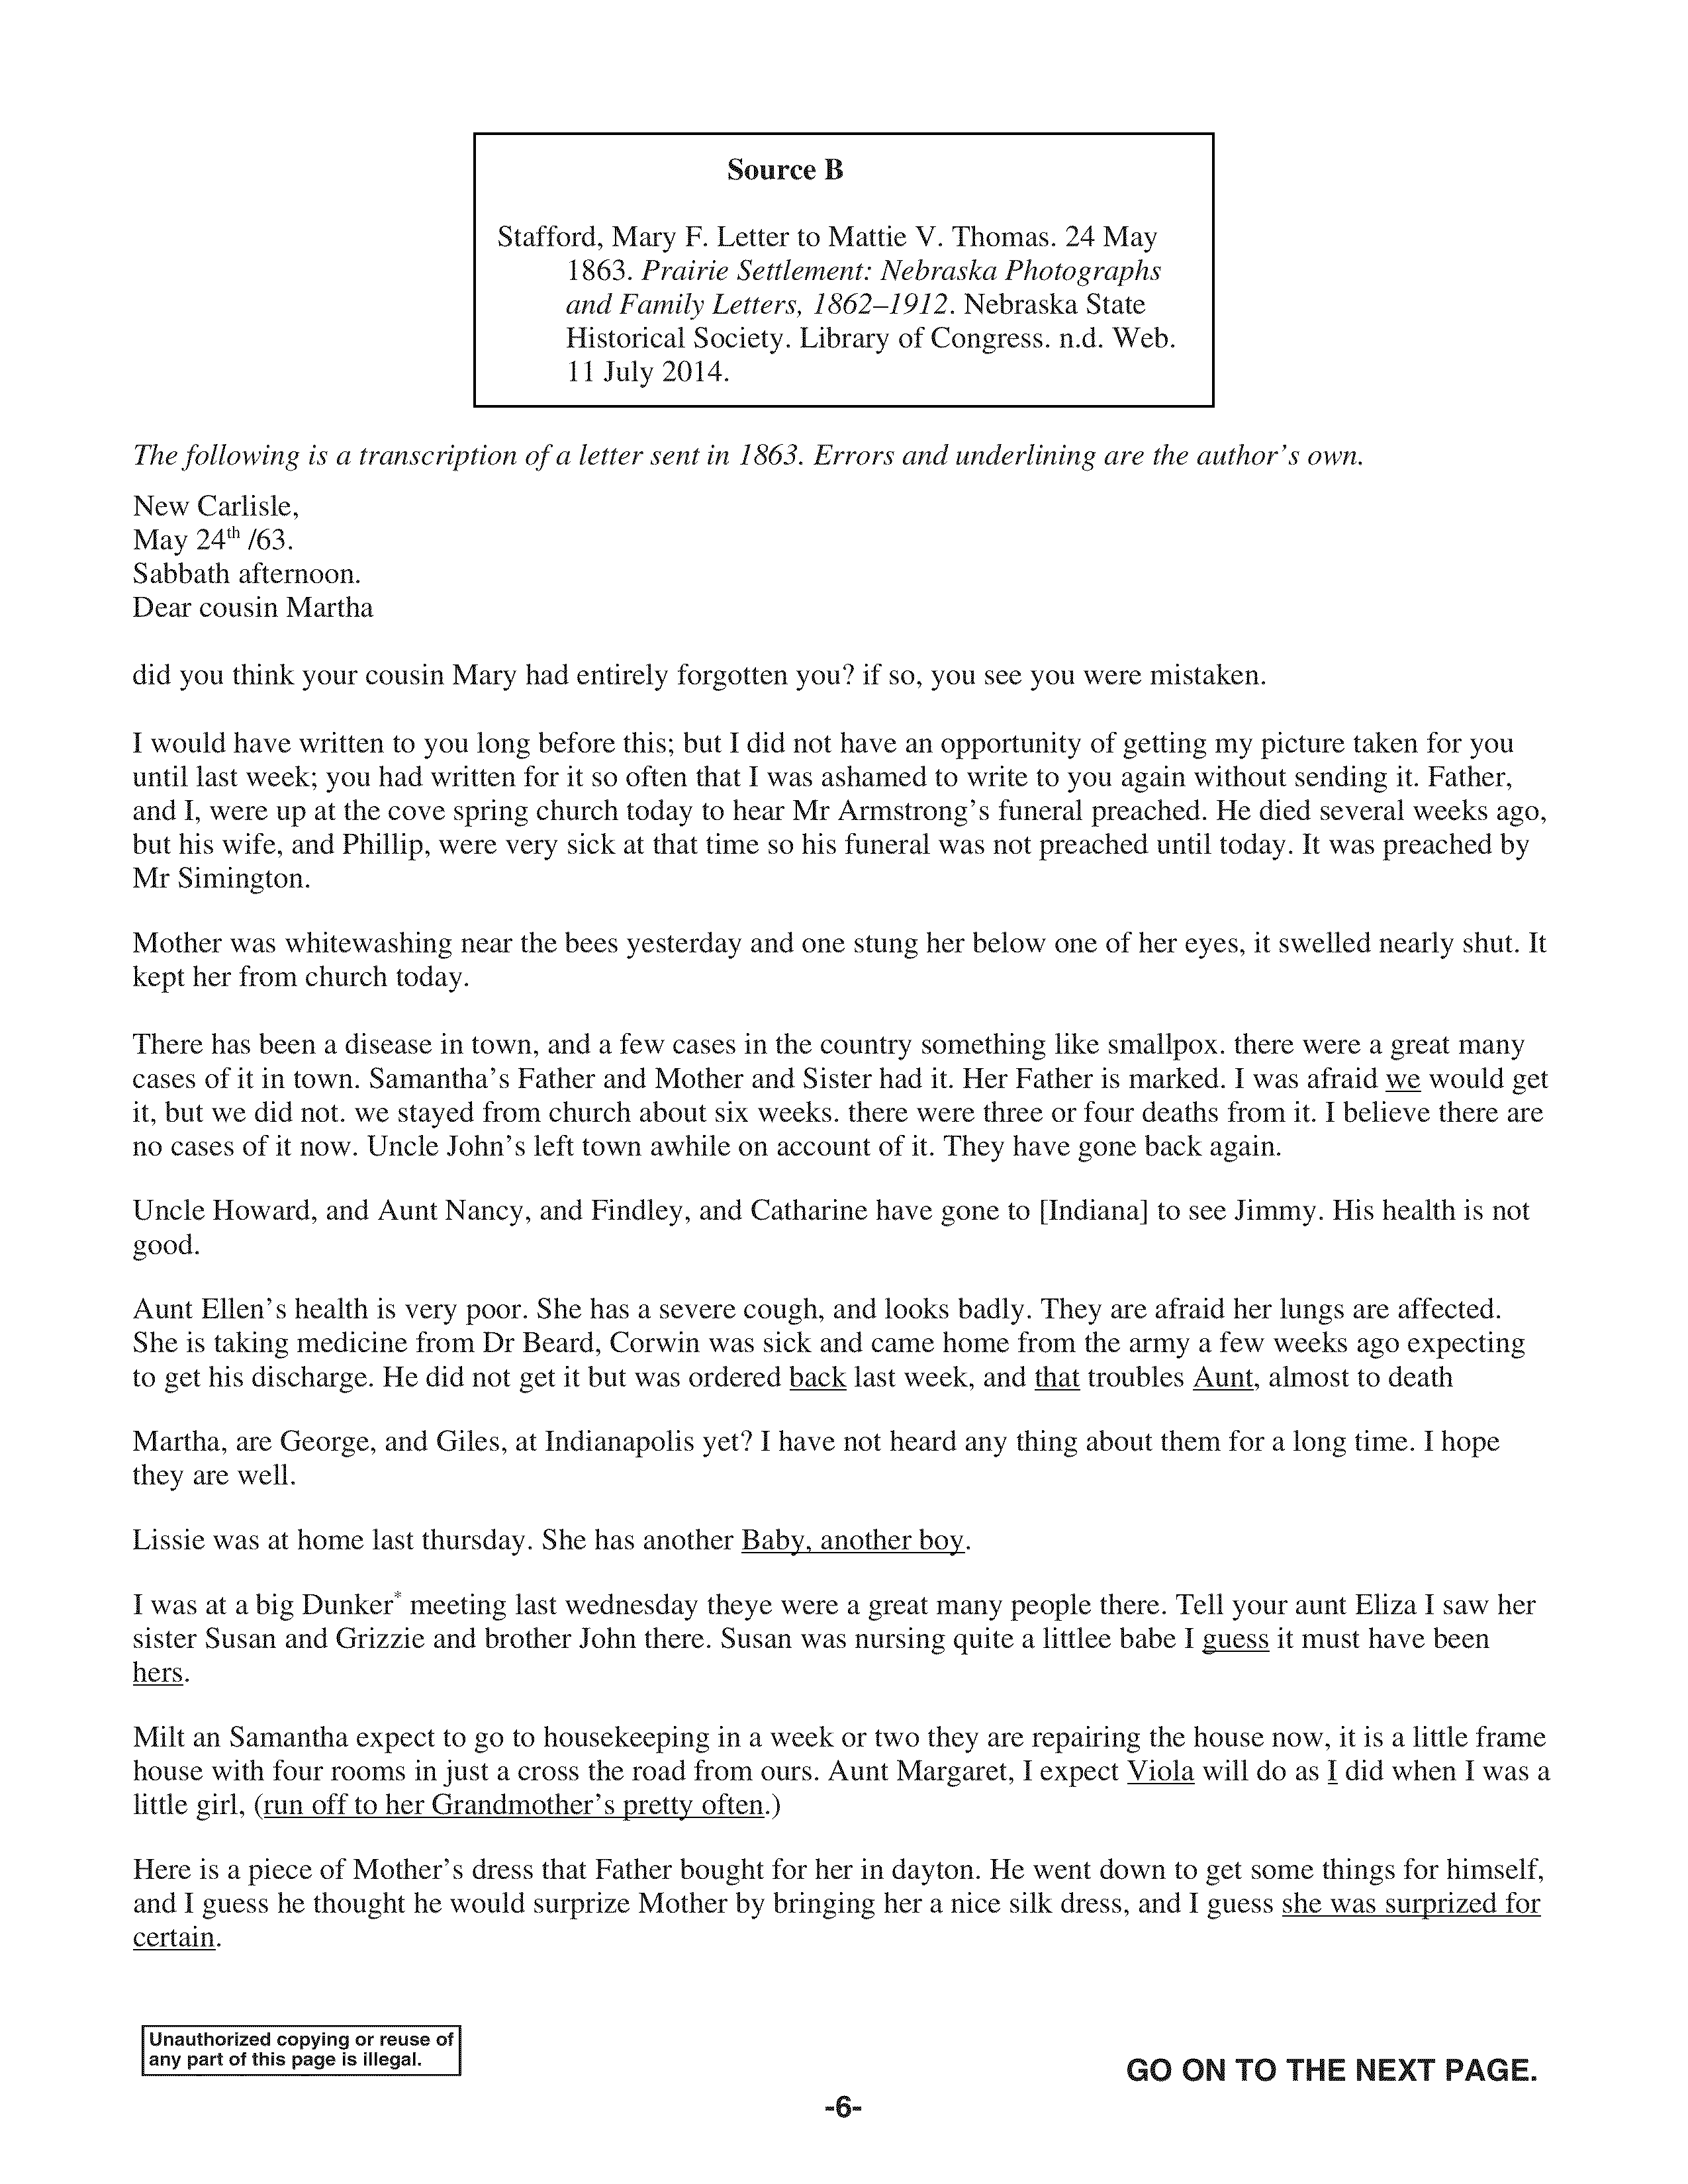 Source B
Stafford, Mary F. Letter to Mattie V. Thomas. 24 May
1863. Prairie Settlement: Nebraska Photographs
and Family Letters, 1862–1912. Nebraska State
Historical Society. Library of Congress. n.d. Web.
11 July 2014.
The following is a transcription of a letter sent in 1863. Errors and underlining are the author's own.
New Carlisle,
May 24th /63.
Sabbath afternoon.
Dear cousin Martha
did you think your cousin Mary had entirely forgotten you? if so, you see you were mistaken.
I would have written to you long before this; but I did not have an opportunity of getting my picture taken for you
until last week; you had written for it so often that I was ashamed to write to you again without sending it. Father,
and I, were up at the cove spring church today to hear Mr Armstrong's funeral preached. He died several weeks ago,
but his wife, and Phillip, were very sick at that time so his funeral was not preached until today. It was preached by
Mr Simington.
Mother was whitewashing near the bees yesterday and one stung her below one of her eyes, it swelled nearly shut. It
kept her from church today.
There has been a disease in town, and a few cases in the country something like smallpox. there were a great many
cases of it in town. Samantha's Father and Mother and Sister had it. Her Father is marked. I was afraid we would get
it, but we did not. we stayed from church about six weeks. there were three or four deaths from it. I believe there are
no cases of it now. Uncle John's left town awhile on account of it. They have gone back again.
Uncle Howard, and Aunt Nancy, and Findley, and Catharine have gone to [Indiana] to see Jimmy. His health is not
good.
Aunt Ellen's health is very poor. She has a severe cough, and looks badly. They are afraid her lungs are affected.
She is taking medicine from Dr Beard, Corwin was sick and came home from the army a few weeks ago expecting
to get his discharge. He did not get it but was ordered back last week, and that troubles Aunt, almost to death
Martha, are George, and Giles, at Indianapolis yet? I have not heard any thing about them for a long time. I hope
they are well.
Lissie was at home last thursday. She has another Baby, another boy.
I was at a big Dunker* meeting last wednesday theye were a great many people there. Tell your aunt Eliza I saw her
sister Susan and Grizzie and brother John there. Susan was nursing quite a littlee babe I guess it must have been
hers.
Milt an Samantha expect to go to housekeeping in a week or two they are repairing the house now, it is a little frame
house with four rooms in just a cross the road from ours. Aunt Margaret, I expect Viola will do as I did when I was a
little girl, (run off to her Grandmother's pretty often.)
Here is a piece of Mother's dress that Father bought for her in dayton. He went down to get some things for himself,
and I guess he thought he would surprize Mother by bringing her a nice silk dress, and I guess she was surprized for
certain.
Unauthorized copying or reuse of
any part of this page is illegal.
GO ON TO THE NEXT PAGE.
-6-